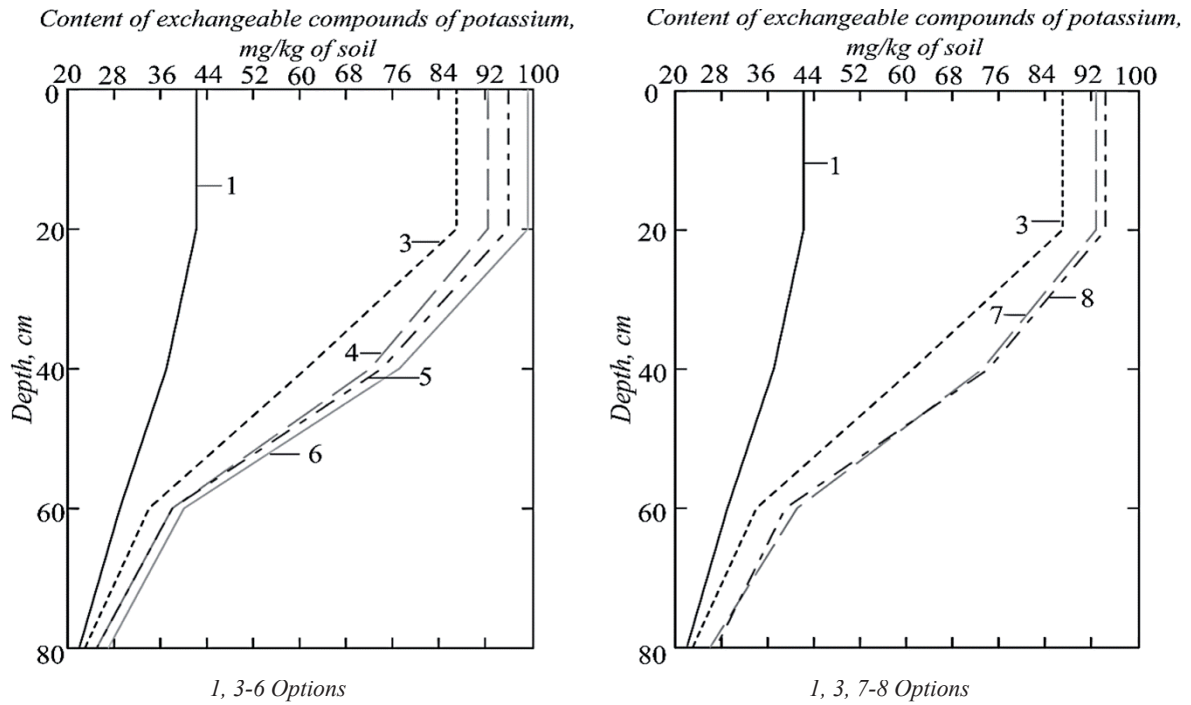 Content of exchangeable compounds of potassium,
mg/kg of soil
20 28 36 44 52 60 68 76 84 92 100
0
20
40
60
80
Depth, cm
1
3
4
5
6
1, 3-6 Options
Content of exchangeable compounds of potassium,
mg/kg of soil
20 28 36 44 52 60 68 76 84 92 100
0
20
40
60
80
Depth, cm
1
3
7
8
1, 3, 7-8 Options